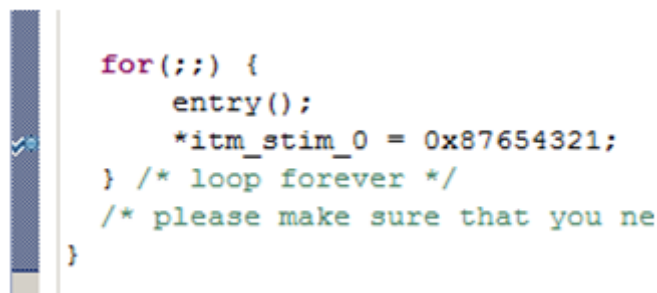 for(;;) {
entry();
*itm_stim_0 = 0x87654321;
} /* loop forever */
/* please make sure that you ne
}